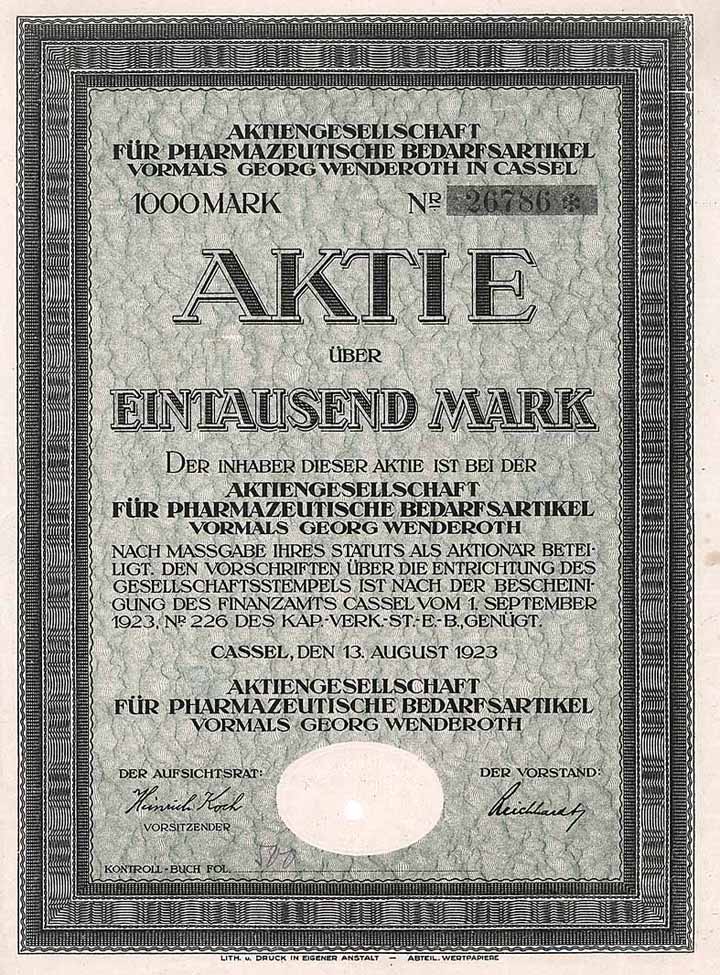 AKTIENGESELLSCHAFT
FÜR PHARMAZEUTISCHE BEDARFSARTIKEL
VORMALS GEORG WENDEROTH IN CASSEL
1000 MARK NR 26786 *
AKTIE
ÜBER
EINTAUSEND MARK
DER INHABER DIESER AKTIE IST BEI DER
AKTIENGESELLSCHAFT
FÜR PHARMAZEUTISCHE BEDARFSARTIKEL
VORMALS GEORG WENDEROTH
NACH MASSGABE IHRES STATUTS ALS AKTIONÄR BETEI-
LIGT. DEN VORSCHRIFTEN ÜBER DIE ENTRICHTUNG DES
GESELLSCHAFTSSTEMPELS IST NACH DER BESCHEINI-
GUNG DES FINANZAMTS CASSEL VOM 1. SEPTEMBER
1923, NO 226 DES KAP.-VERK.-ST.-E.-B., GENÜGT.
CASSEL, DEN 13. AUGUST 1923
AKTIENGESELLSCHAFT
FÜR PHARMAZEUTISCHE BEDARFSARTIKEL
VORMALS GEORG WENDEROTH
DER AUFSICHTSRAT: DER VORSTAND:
Heinrich Koch Reichhardt
VORSITZENDER
KONTROLL-BUCH FOL.
LITH. u. DRUCK IN EIGENER ANSTALT — ABTEIL. WERTPAPIERE